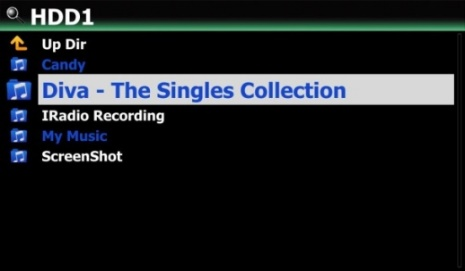 HDD1
Up Dir
Candy
Diva - The Singles Collection
IRadio Recording
My Music
ScreenShot